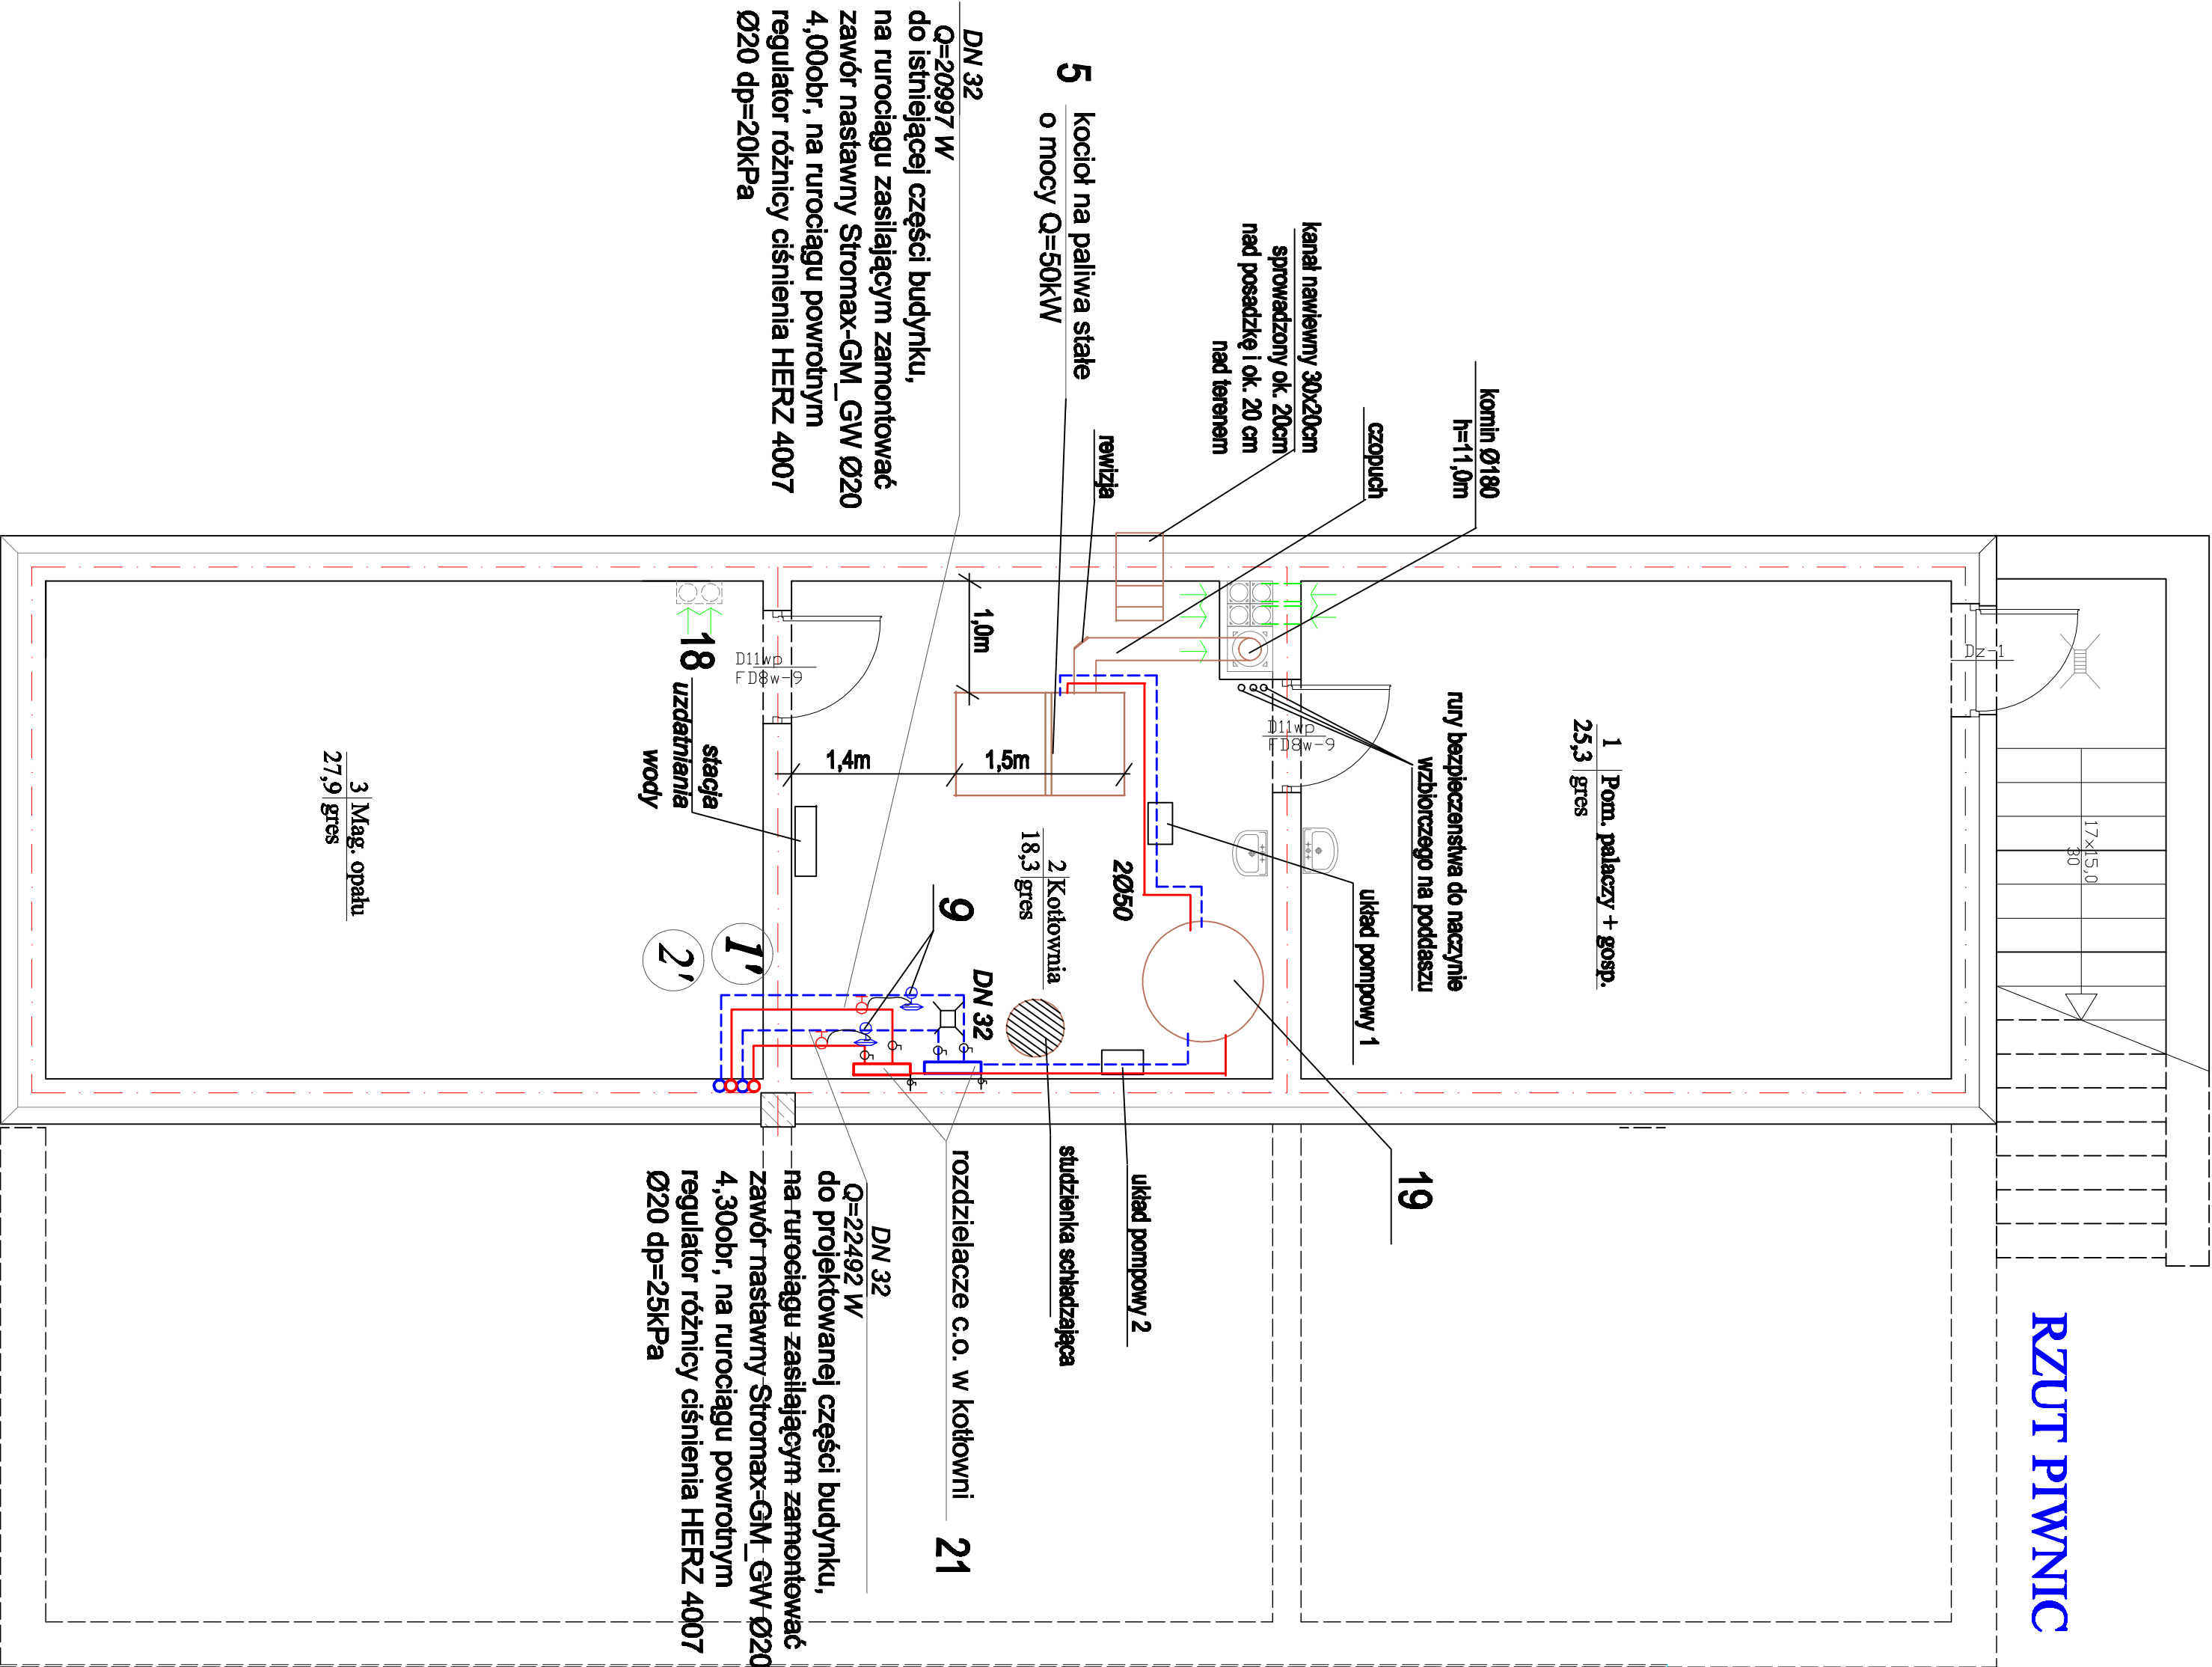 RZUT PIWNIC
17x15,0
30
Dz-1
1 Pom. palaczy + gosp.
25,3 gres
komin Ø180
h=11,0m
rury bezpieczenstwa do naczynie
wzbiorczego na poddaszu
czopuch
układ pompowy 1
19
kanał nawiewny 30x20cm
sprowadzony ok. 20cm
nad posadzkę i ok. 20 cm
nad terenem
D11wp
FD8w-9
rewizja
2Ø50
układ pompowy 2
5 kocioł na paliwa stałe
o mocy Q=50kW
2 Kotłownia
18,3 gres
studzienka schładzająca
1,0m
1,5m
1,4m
DN 32
9
rozdzielacze c.o. w kotłowni 21
DN 32
Q=20997 W
do istniejącej części budynku,
na rurociągu zasilającym zamontować
zawór nastawny Stromax-GM_GW Ø20
4,00obr, na rurociągu powrotnym
regulator różnicy ciśnienia HERZ 4007
Ø20 dp=20kPa
DN 32
Q=22492 W
do projektowanej części budynku,
na rurociągu zasilającym zamontować
zawór nastawny Stromax-GM_GW Ø20
4,30obr, na rurociągu powrotnym
regulator różnicy ciśnienia HERZ 4007
Ø20 dp=25kPa
D11wp
FD8w-9
18 stacja
uzdatniania
wody
1'
2'
3 Mag. opału
27,9 gres